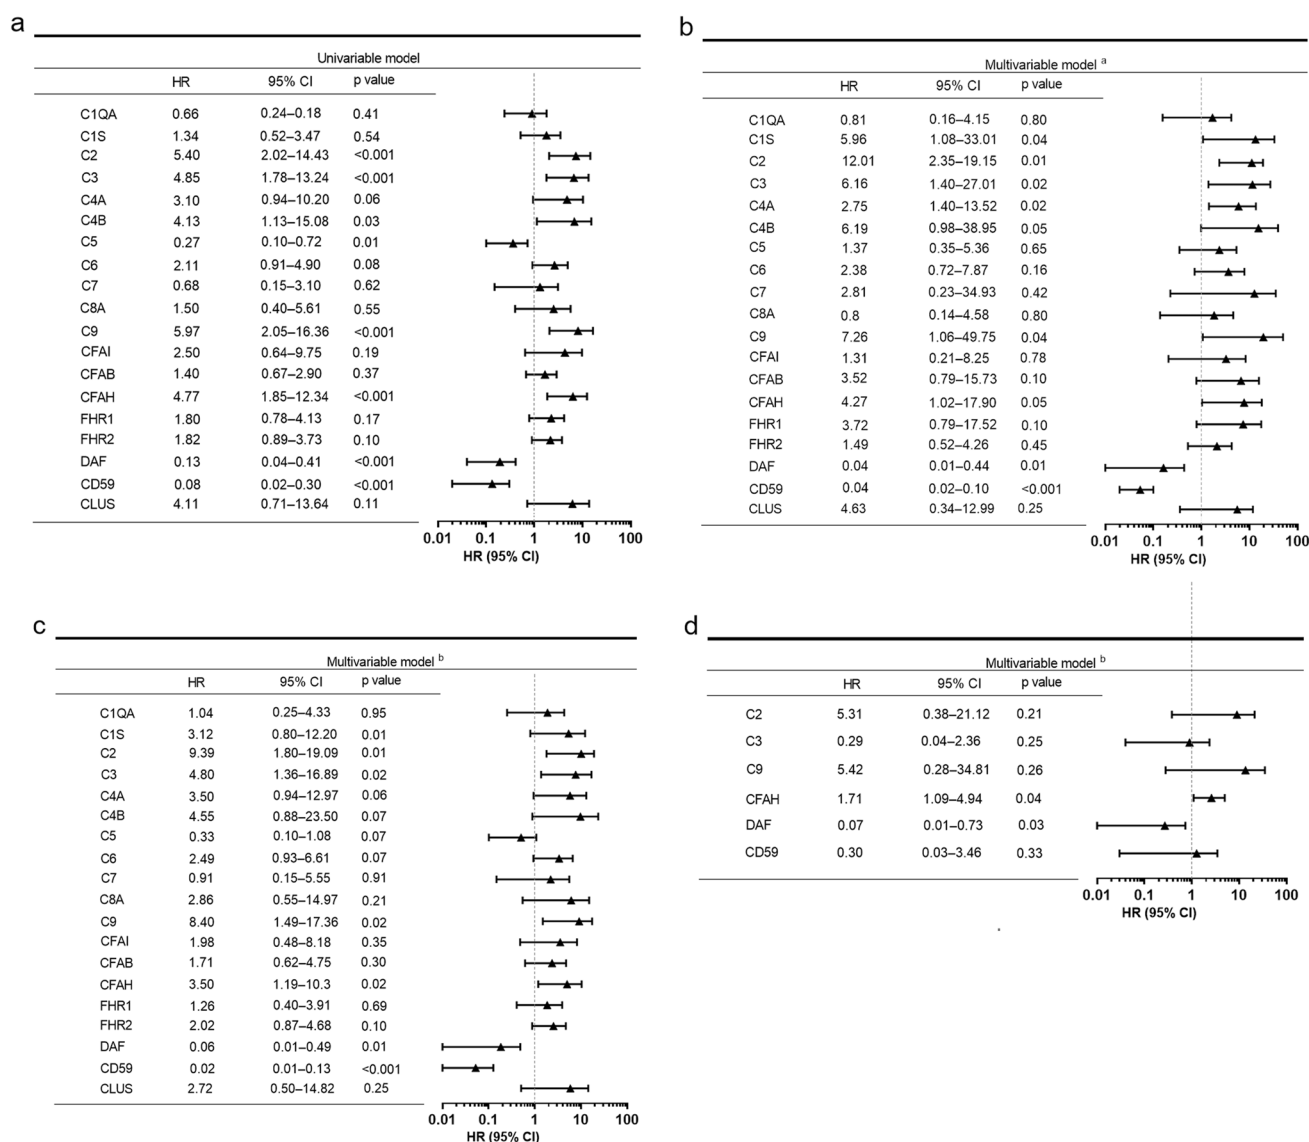 a
Univariable model
HR 95% CI p value
C1QA 0.66 0.24–0.18 0.41
C1S 1.34 0.52–3.47 0.54
C2 5.40 2.02–14.43 <0.001
C3 4.85 1.78–13.24 <0.001
C4A 3.10 0.94–10.20 0.06
C4B 4.13 1.13–15.08 0.03
C5 0.27 0.10–0.72 0.01
C6 2.11 0.91–4.90 0.08
C7 0.68 0.15–3.10 0.62
C8A 1.50 0.40–5.61 0.55
C9 5.97 2.05–16.36 <0.001
CFAI 2.50 0.64–9.75 0.19
CFAB 1.40 0.67–2.90 0.37
CFAH 4.77 1.85–12.34 <0.001
FHR1 1.80 0.78–4.13 0.17
FHR2 1.82 0.89–3.73 0.10
DAF 0.13 0.04–0.41 <0.001
CD59 0.08 0.02–0.30 <0.001
CLUS 4.11 0.71–13.64 0.11
0.01 0.1 1 10 100
HR (95% CI)
b
Multivariable model a
HR 95% CI p value
C1QA 0.81 0.16–4.15 0.80
C1S 5.96 1.08–33.01 0.04
C2 12.01 2.35–19.15 0.01
C3 6.16 1.40–27.01 0.02
C4A 2.75 1.40–13.52 0.02
C4B 6.19 0.98–38.95 0.05
C5 1.37 0.35–5.36 0.65
C6 2.38 0.72–7.87 0.16
C7 2.81 0.23–34.93 0.42
C8A 0.8 0.14–4.58 0.80
C9 7.26 1.06–49.75 0.04
CFAI 1.31 0.21–8.25 0.78
CFAB 3.52 0.79–15.73 0.10
CFAH 4.27 1.02–17.90 0.05
FHR1 3.72 0.79–17.52 0.10
FHR2 1.49 0.52–4.26 0.45
DAF 0.04 0.01–0.44 0.01
CD59 0.04 0.02–0.10 <0.001
CLUS 4.63 0.34–12.99 0.25
0.01 0.1 1 10 100
HR (95% CI)
c
Multivariable model b
HR 95% CI p value
C1QA 1.04 0.25–4.33 0.95
C1S 3.12 0.80–12.20 0.01
C2 9.39 1.80–19.09 0.01
C3 4.80 1.36–16.89 0.02
C4A 3.50 0.94–12.97 0.06
C4B 4.55 0.88–23.50 0.07
C5 0.33 0.10–1.08 0.07
C6 2.49 0.93–6.61 0.07
C7 0.91 0.15–5.55 0.91
C8A 2.86 0.55–14.97 0.21
C9 8.40 1.49–17.36 0.02
CFAI 1.98 0.48–8.18 0.35
CFAB 1.71 0.62–4.75 0.30
CFAH 3.50 1.19–10.3 0.02
FHR1 1.26 0.40–3.91 0.69
FHR2 2.02 0.87–4.68 0.10
DAF 0.06 0.01–0.49 0.01
CD59 0.02 0.01–0.13 <0.001
CLUS 2.72 0.50–14.82 0.25
0.01 0.1 1 10 100
HR (95% CI)
d
Multivariable model b
HR 95% CI p value
C2 5.31 0.38–21.12 0.21
C3 0.29 0.04–2.36 0.25
C9 5.42 0.28–34.81 0.26
CFAH 1.71 1.09–4.94 0.04
DAF 0.07 0.01–0.73 0.03
CD59 0.30 0.03–3.46 0.33
0.01 0.1 1 10 100
HR (95% CI)